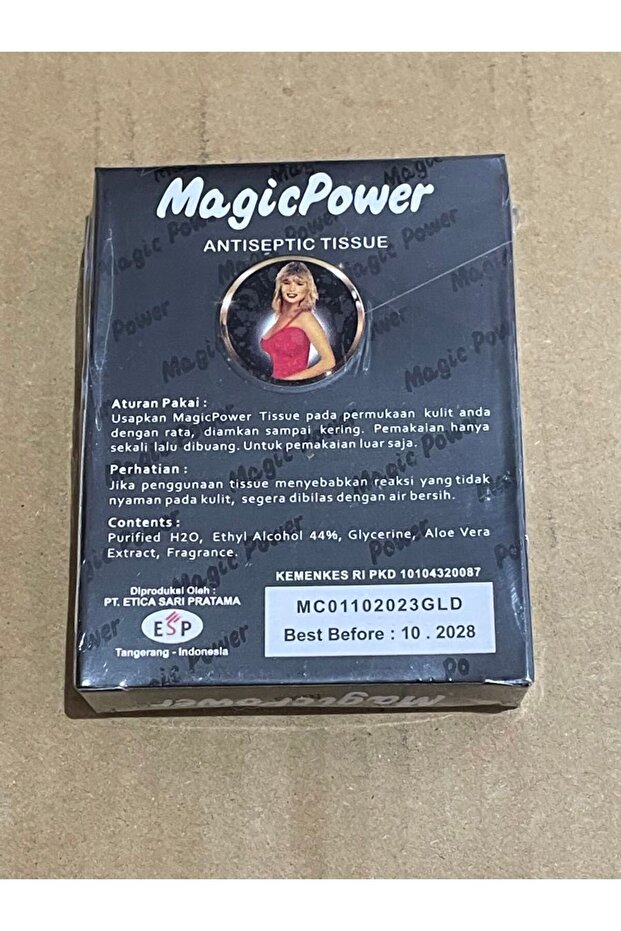 MagicPower
ANTISEPTIC TISSUE
Aturan Pakai :
Usapkan MagicPower Tissue pada permukaan kulit anda
dengan rata, diamkan sampai kering. Pemakaian hanya
sekali lalu dibuang. Untuk pemakaian luar saja.
Perhatian :
Jika penggunaan tissue menyebabkan reaksi yang tidak
nyaman pada kulit, segera dibilas dengan air bersih.
Contents :
Purified H2O, Ethyl Alcohol 44%, Glycerine, Aloe Vera
Extract, Fragrance.
KEMENKES RI PKD 10104320087
Diproduksi Oleh :
PT. ETICA SARI PRATAMA
ESP
Tangerang - Indonesia
MC01102023GLD
Best Before : 10 . 2028
MagicPower